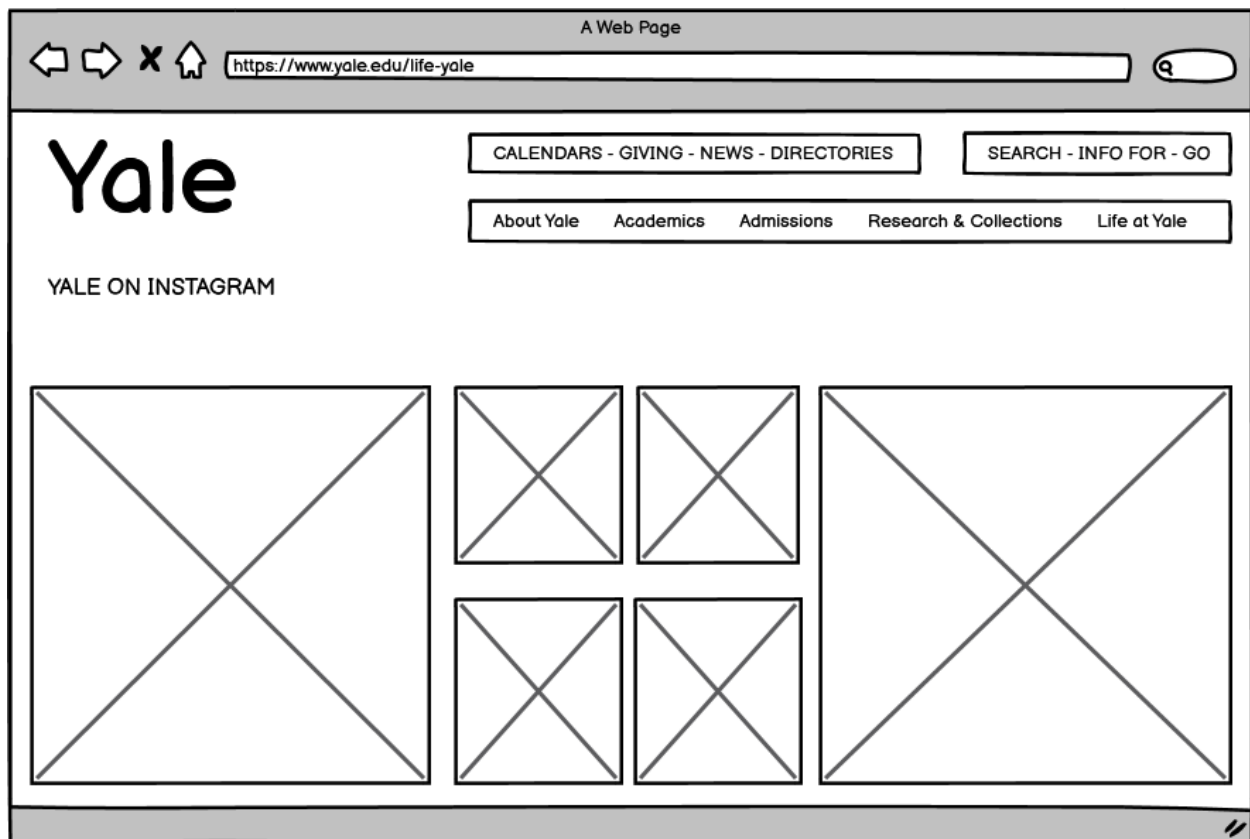 A Web Page
https://www.yale.edu/life-yale
Yale
CALENDARS - GIVING - NEWS - DIRECTORIES
SEARCH - INFO FOR - GO
About Yale Academics Admissions Research & Collections Life at Yale
YALE ON INSTAGRAM